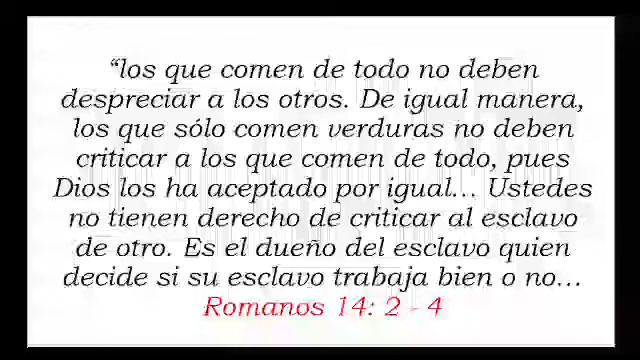 “los que comen de todo no deben
despreciar a los otros. De igual manera,
los que sólo comen verduras no deben
criticar a los que comen de todo, pues
Dios los ha aceptado por igual... Ustedes
no tienen derecho de criticar al esclavo
de otro. Es el dueño del esclavo quien
decide si su esclavo trabaja bien o no...
Romanos 14: 2 - 4